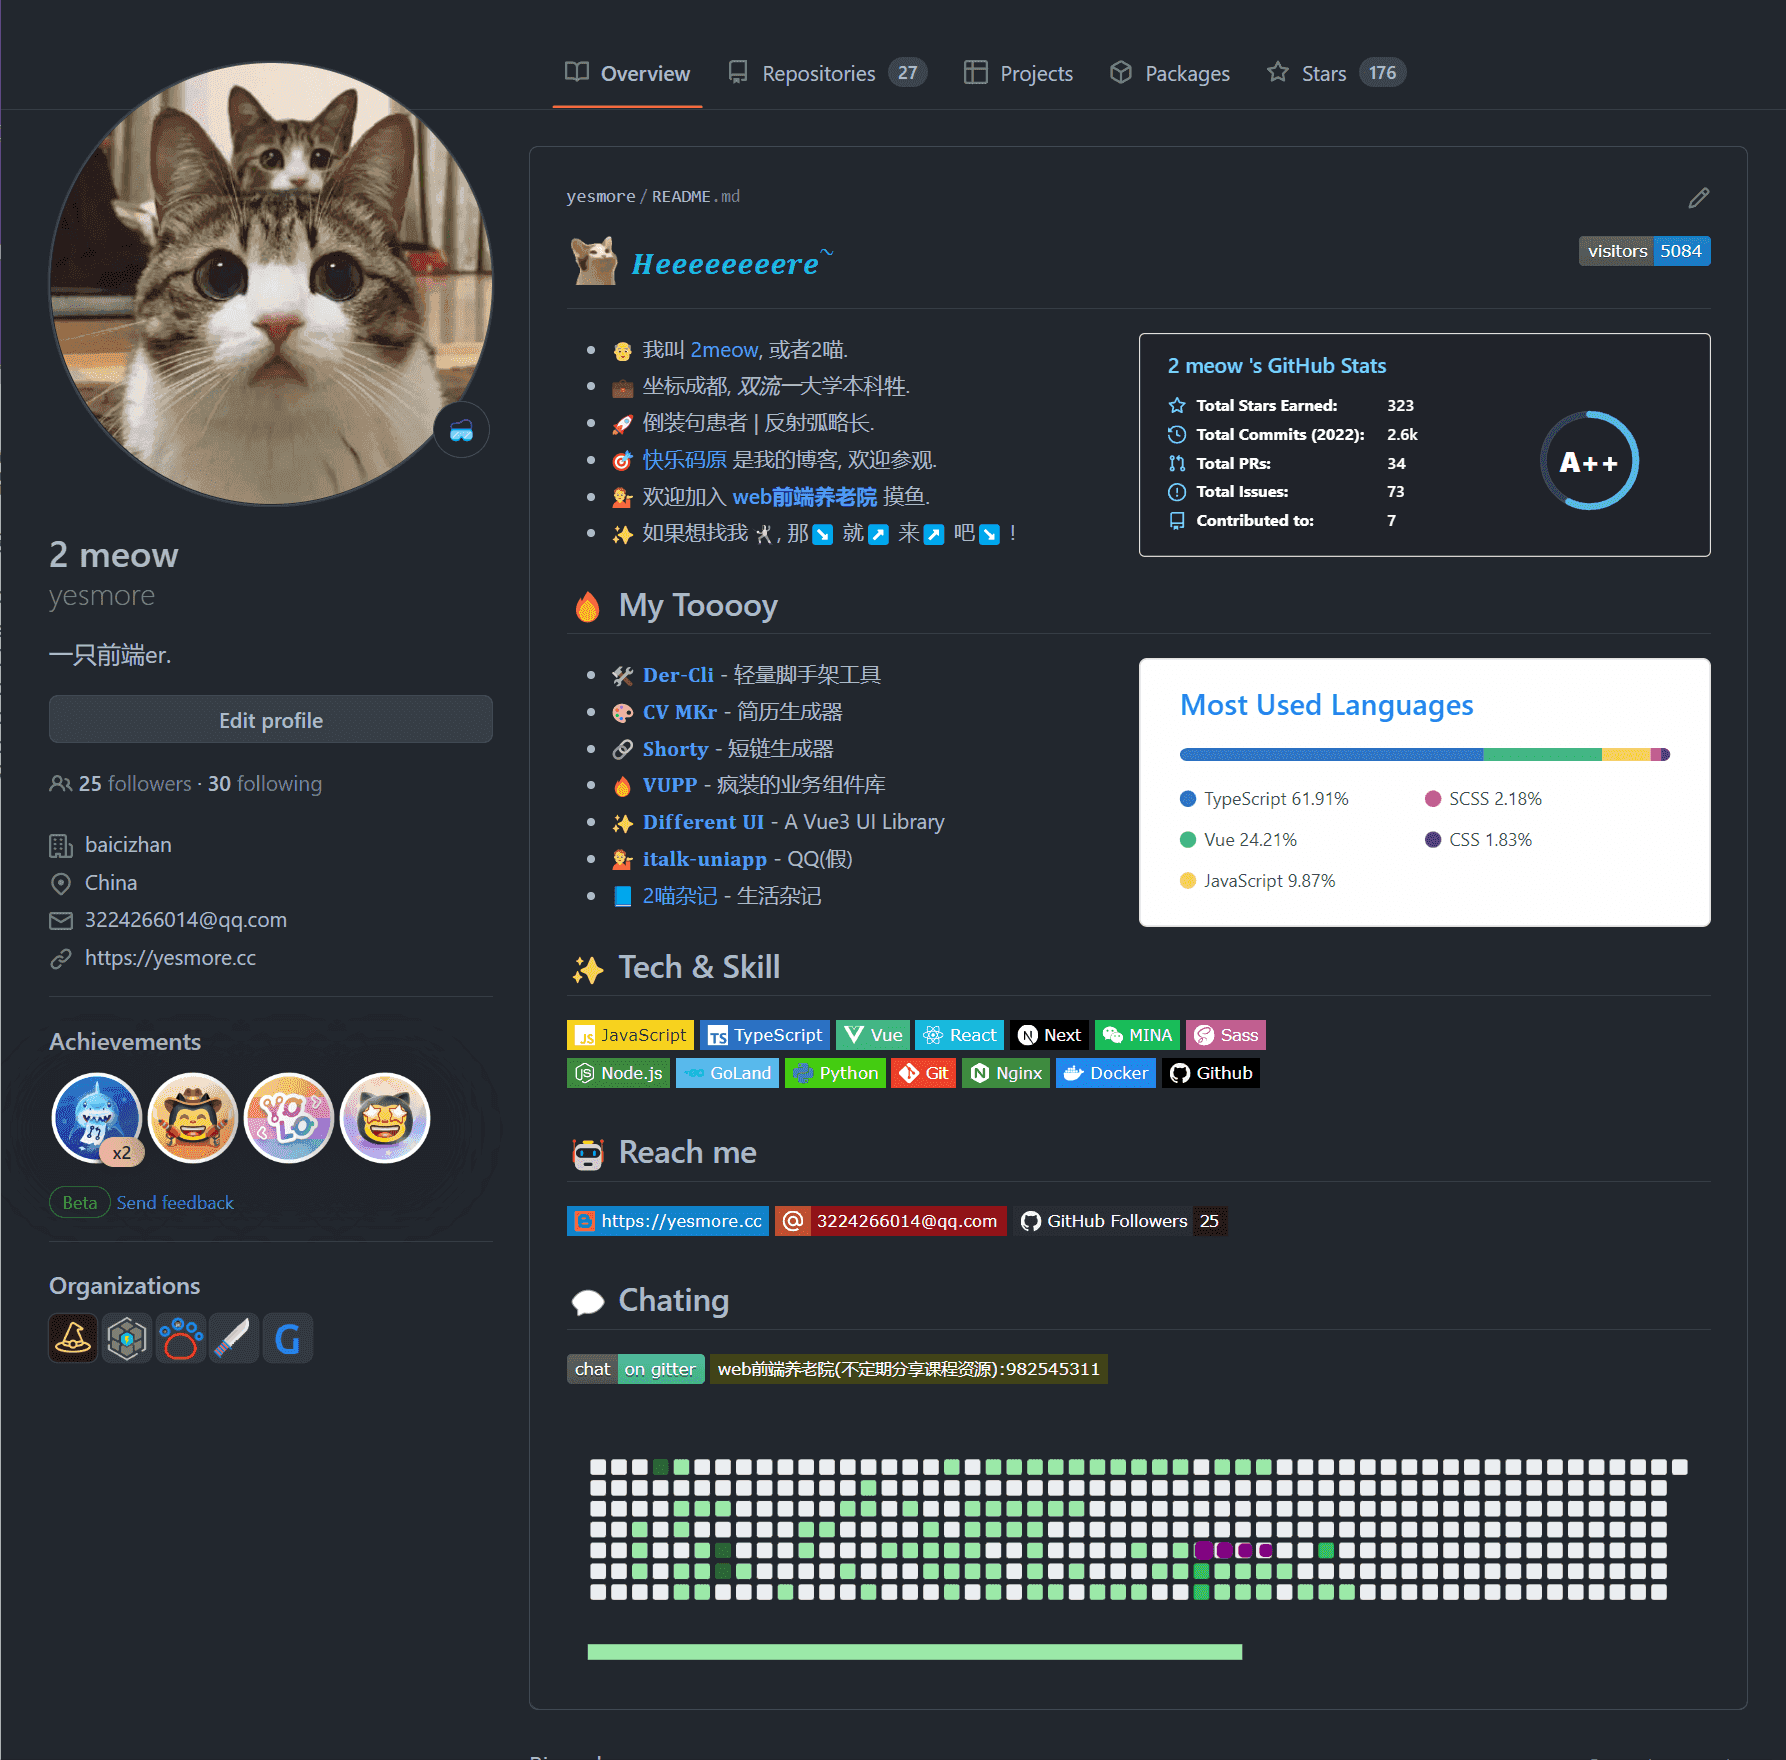 Overview Repositories 27 Projects Packages Stars 176
2 meow
yesmore
一只前端er.
Edit profile
25 followers · 30 following
baicizhan
China
3224266014@qq.com
https://yesmore.cc
Achievements
x2
YOLO
Beta Send feedback
Organizations
G
yesmore / README.md
Heeeeeeeere~
visitors 5084
我叫 2meow, 或者2喵.
坐标成都, 双流一大学本科牲.
倒装句患者 | 反射弧略长.
快乐码原 是我的博客, 欢迎参观.
欢迎加入 web前端养老院 摸鱼.
如果想找我 , 那 就 来 吧 !
2 meow 's GitHub Stats
Total Stars Earned: 323
Total Commits (2022): 2.6k
Total PRs: 34
Total Issues: 73
Contributed to: 7
A++
My Tooooy
Der-Cli - 轻量脚手架工具
CV MKr - 简历生成器
Shorty - 短链生成器
VUPP - 疯装的业务组件库
Different UI - A Vue3 UI Library
italk-uniapp - QQ(假)
2喵杂记 - 生活杂记
Most Used Languages
TypeScript 61.91%
SCSS 2.18%
Vue 24.21%
CSS 1.83%
JavaScript 9.87%
Tech & Skill
JS JavaScript TS TypeScript Vue React N Next MINA Sass
Node.js GoLand Python Git N Nginx Docker Github
Reach me
https://yesmore.cc @ 3224266014@qq.com GitHub Followers 25
Chating
chat on gitter web前端养老院(不定期分享课程资源):982545311